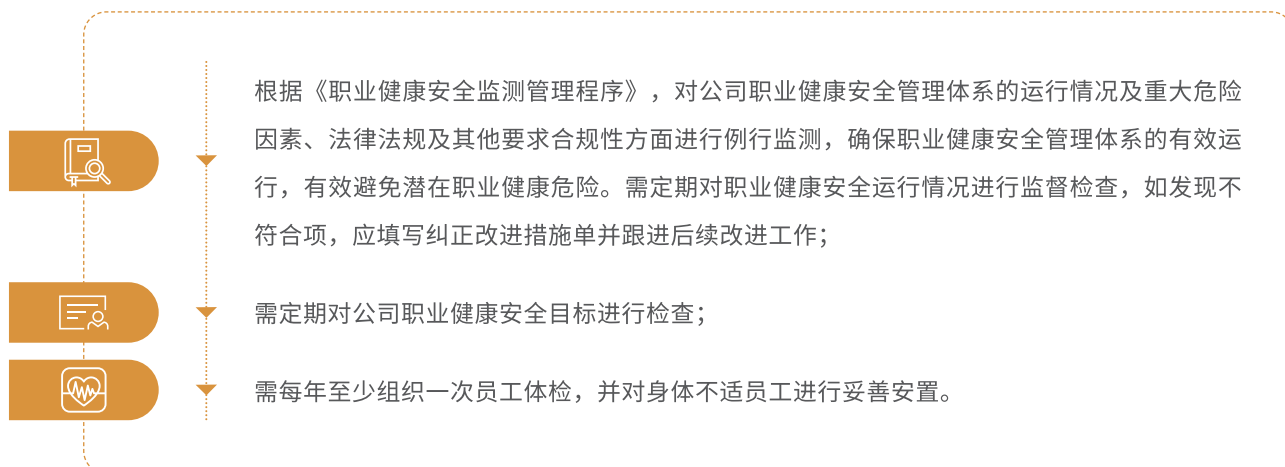 根据《职业健康安全监测管理程序》，对公司职业健康安全管理体系的运行情况及重大危险
因素、法律法规及其他要求合规性方面进行例行监测，确保职业健康安全管理体系的有效运
行，有效避免潜在职业健康危险。需定期对职业健康安全运行情况进行监督检查，如发现不
符合项，应填写纠正改进措施单并跟进后续改进工作；
需定期对公司职业健康安全目标进行检查；
需每年至少组织一次员工体检，并对身体不适员工进行妥善安置。